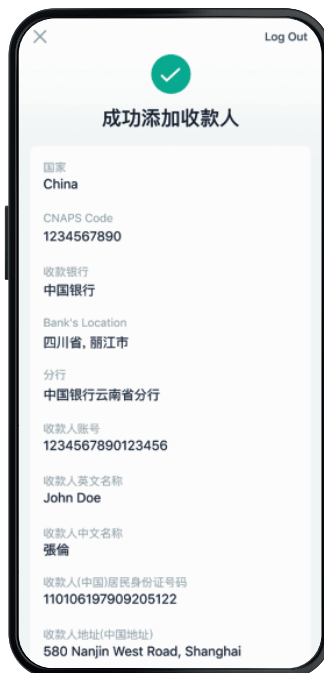 Log Out
成功添加收款人
国家
China
CNAPS Code
1234567890
收款银行
中国银行
Bank's Location
四川省, 丽江市
分行
中国银行云南省分行
收款人账号
1234567890123456
收款人英文名称
John Doe
收款人中文名称
張倫
收款人(中国)居民身份证号码
110106197909205122
收款人地址(中国地址)
580 Nanjin West Road, Shanghai